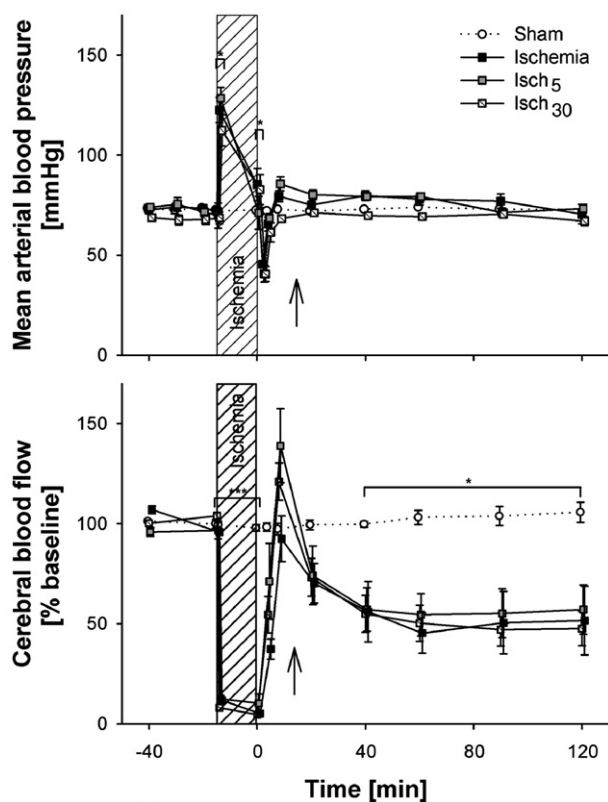 Mean arterial blood pressure
[mmHg]
150
100
50
0
Sham
Ischemia
Isch5
Isch30
*
*
Ischemia
Cerebral blood flow
[% baseline]
150
100
50
0
Ischemia
***
*
-40
0
40
80
120
Time [min]